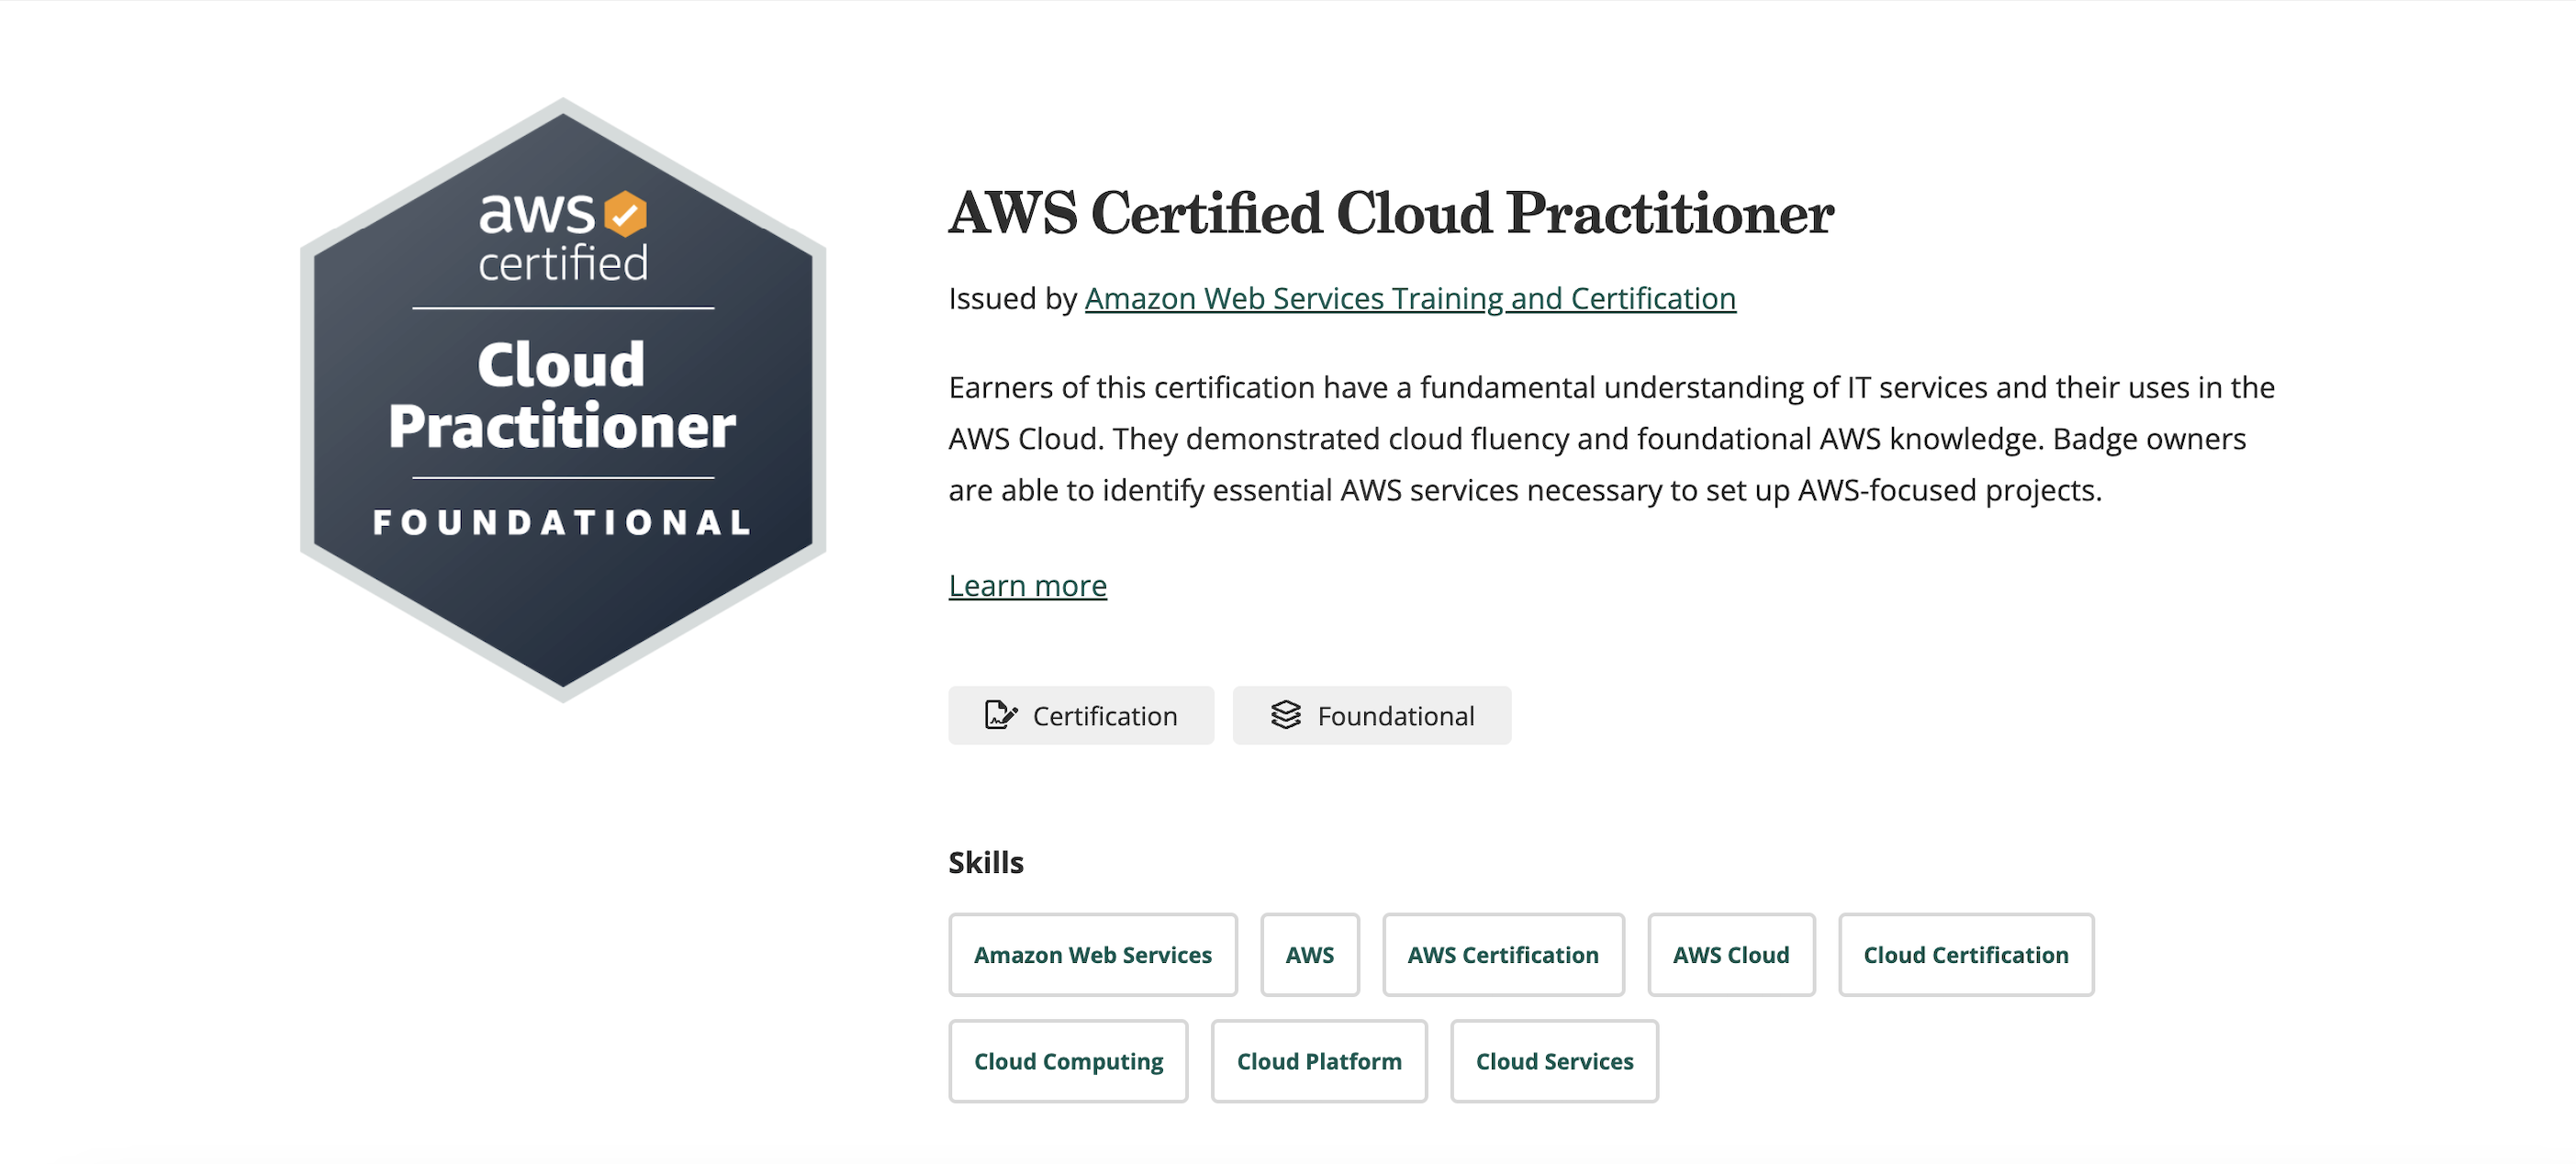 aws
certified
Cloud
Practitioner
FOUNDATIONAL
AWS Certified Cloud Practitioner
Issued by Amazon Web Services Training and Certification
Earners of this certification have a fundamental understanding of IT services and their uses in the
AWS Cloud. They demonstrated cloud fluency and foundational AWS knowledge. Badge owners
are able to identify essential AWS services necessary to set up AWS-focused projects.
Learn more
Certification Foundational
Skills
Amazon Web Services AWS AWS Certification AWS Cloud Cloud Certification
Cloud Computing Cloud Platform Cloud Services